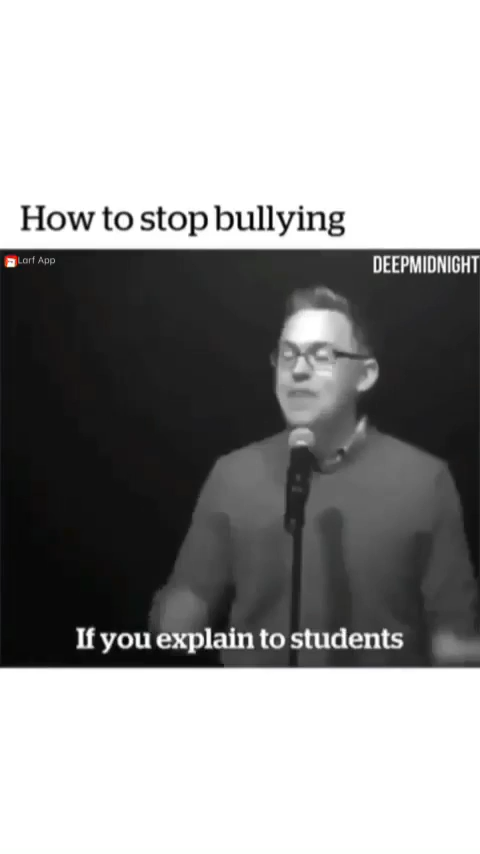 How to stop bullying
Larf App
DEEPMIDNIGHT
If you explain to students